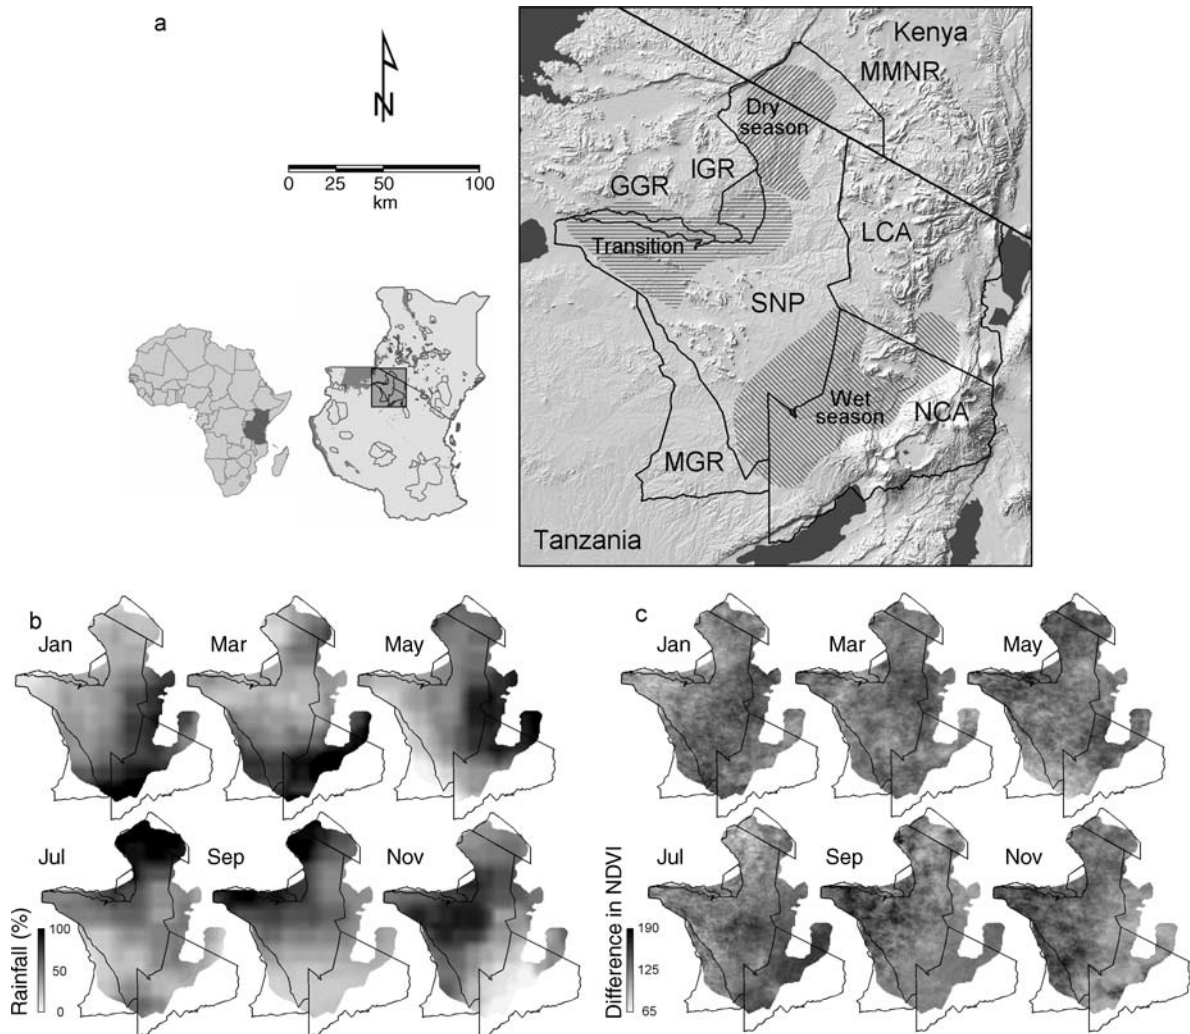 a
N
0 25 50 100
km
Kenya
MMNR
Dry
season
IGR
GGR
Transition
LCA
SNP
Wet
season
NCA
MGR
Tanzania
b
Jan
Mar
May
Jul
Sep
Nov
Rainfall (%)
100
50
0
c
Jan
Mar
May
Jul
Sep
Nov
Difference in NDVI
190
125
65